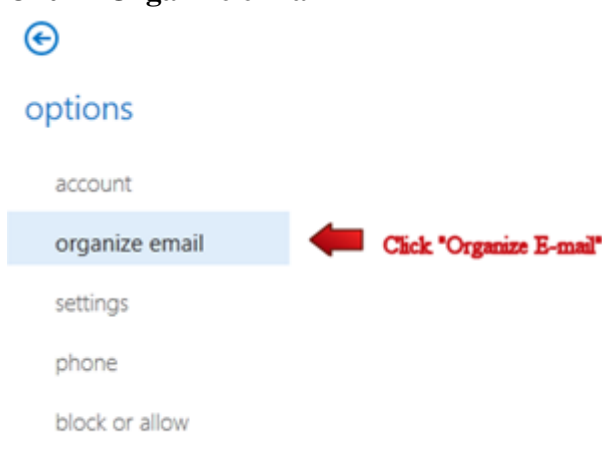 options
account
organize email
Click "Organize E-mail"
settings
phone
block or allow